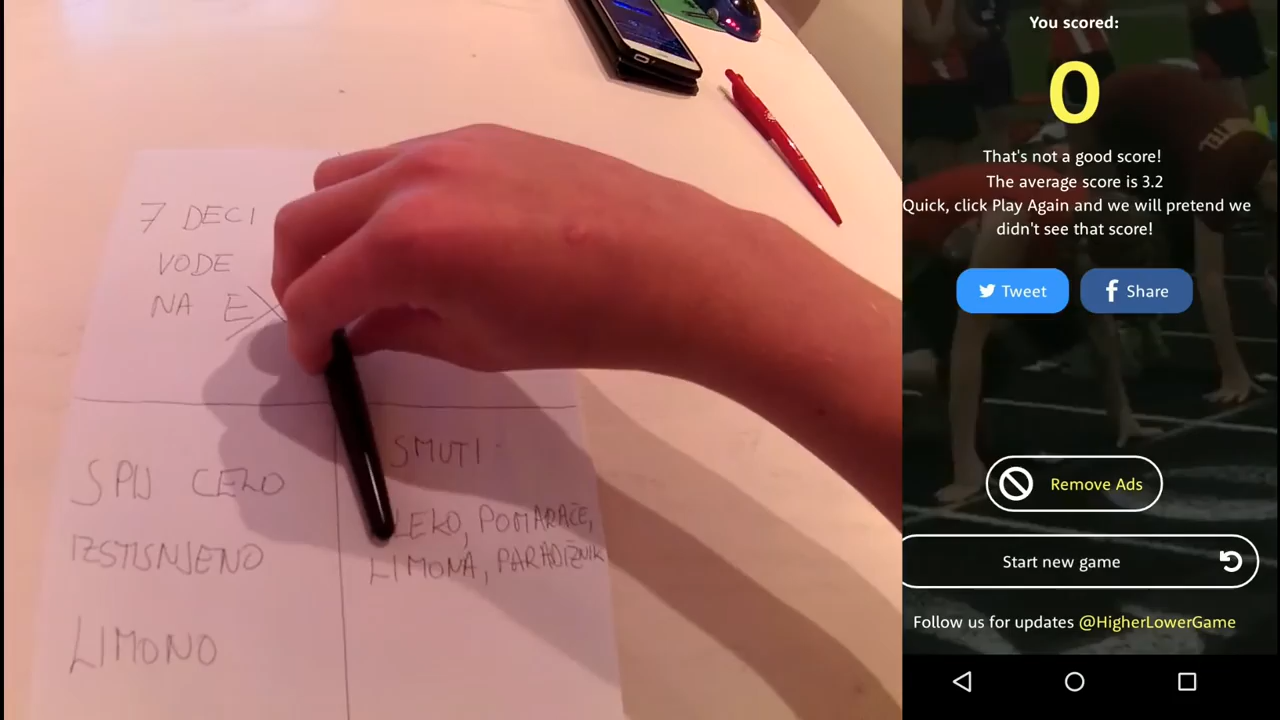 7 DECI
VODE
NA EX
SPIJ CELO
IZSTISNJENO
LIMONO
SMUTI
LEKO, POMARAČE,
LIMONA, PARADIŽNIK
You scored:
0
That's not a good score!
The average score is 3.2
Quick, click Play Again and we will pretend we
didn't see that score!
Tweet
Share
Remove Ads
Start new game
Follow us for updates @HigherLowerGame